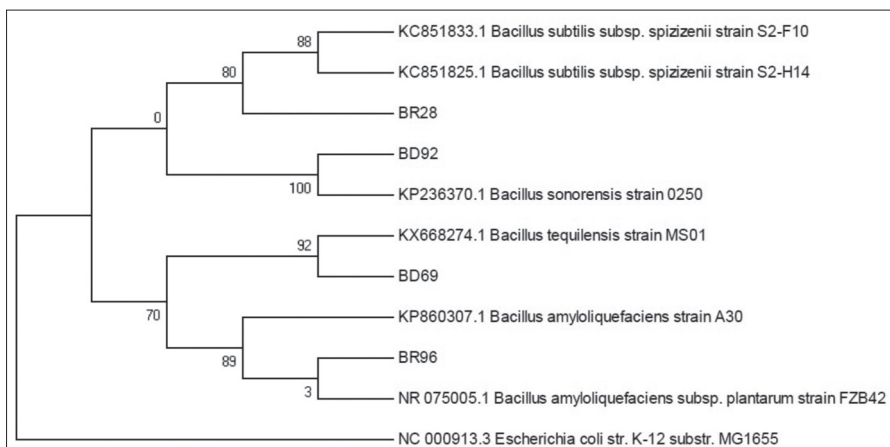 KC851833.1 Bacillus subtilis subsp. spizizenii strain S2-F10
88
KC851825.1 Bacillus subtilis subsp. spizizenii strain S2-H14
80
BR28
0
BD92
100
KP236370.1 Bacillus sonorensis strain 0250
KX668274.1 Bacillus tequilensis strain MS01
92
BD69
70
KP860307.1 Bacillus amyloliquefaciens strain A30
89
BR96
3
NR 075005.1 Bacillus amyloliquefaciens subsp. plantarum strain FZB42
NC 000913.3 Escherichia coli str. K-12 substr. MG1655